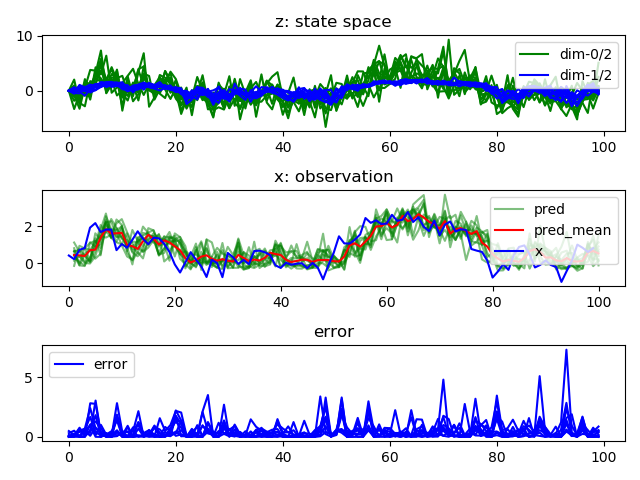 z: state space
10
0
dim-0/2
dim-1/2
0 20 40 60 80 100
x: observation
2
0
pred
pred_mean
x
0 20 40 60 80 100
error
5
0
error
0 20 40 60 80 100